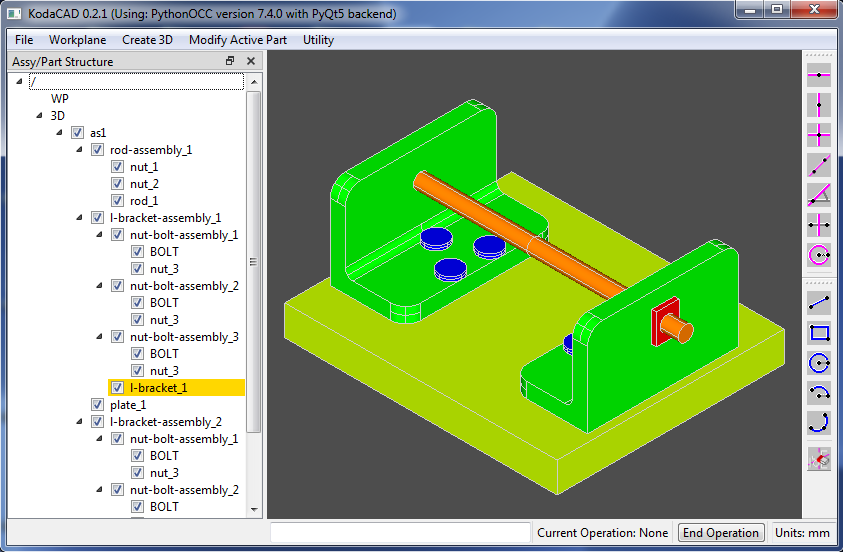 KodaCAD 0.2.1 (Using: PythonOCC version 7.4.0 with PyQt5 backend)
File Workplane Create 3D Modify Active Part Utility
Assy/Part Structure
/
WP
3D
as1
rod-assembly_1
nut_1
nut_2
rod_1
l-bracket-assembly_1
nut-bolt-assembly_1
BOLT
nut_3
nut-bolt-assembly_2
BOLT
nut_3
nut-bolt-assembly_3
BOLT
nut_3
l-bracket_1
plate_1
l-bracket-assembly_2
nut-bolt-assembly_1
BOLT
nut_3
nut-bolt-assembly_2
BOLT
Current Operation: None End Operation Units: mm